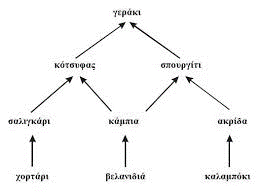 γεράκι
κότσυφας σπουργίτι
σαλιγκάρι κάμπια ακρίδα
χορτάρι βελανιδιά καλαμπόκι